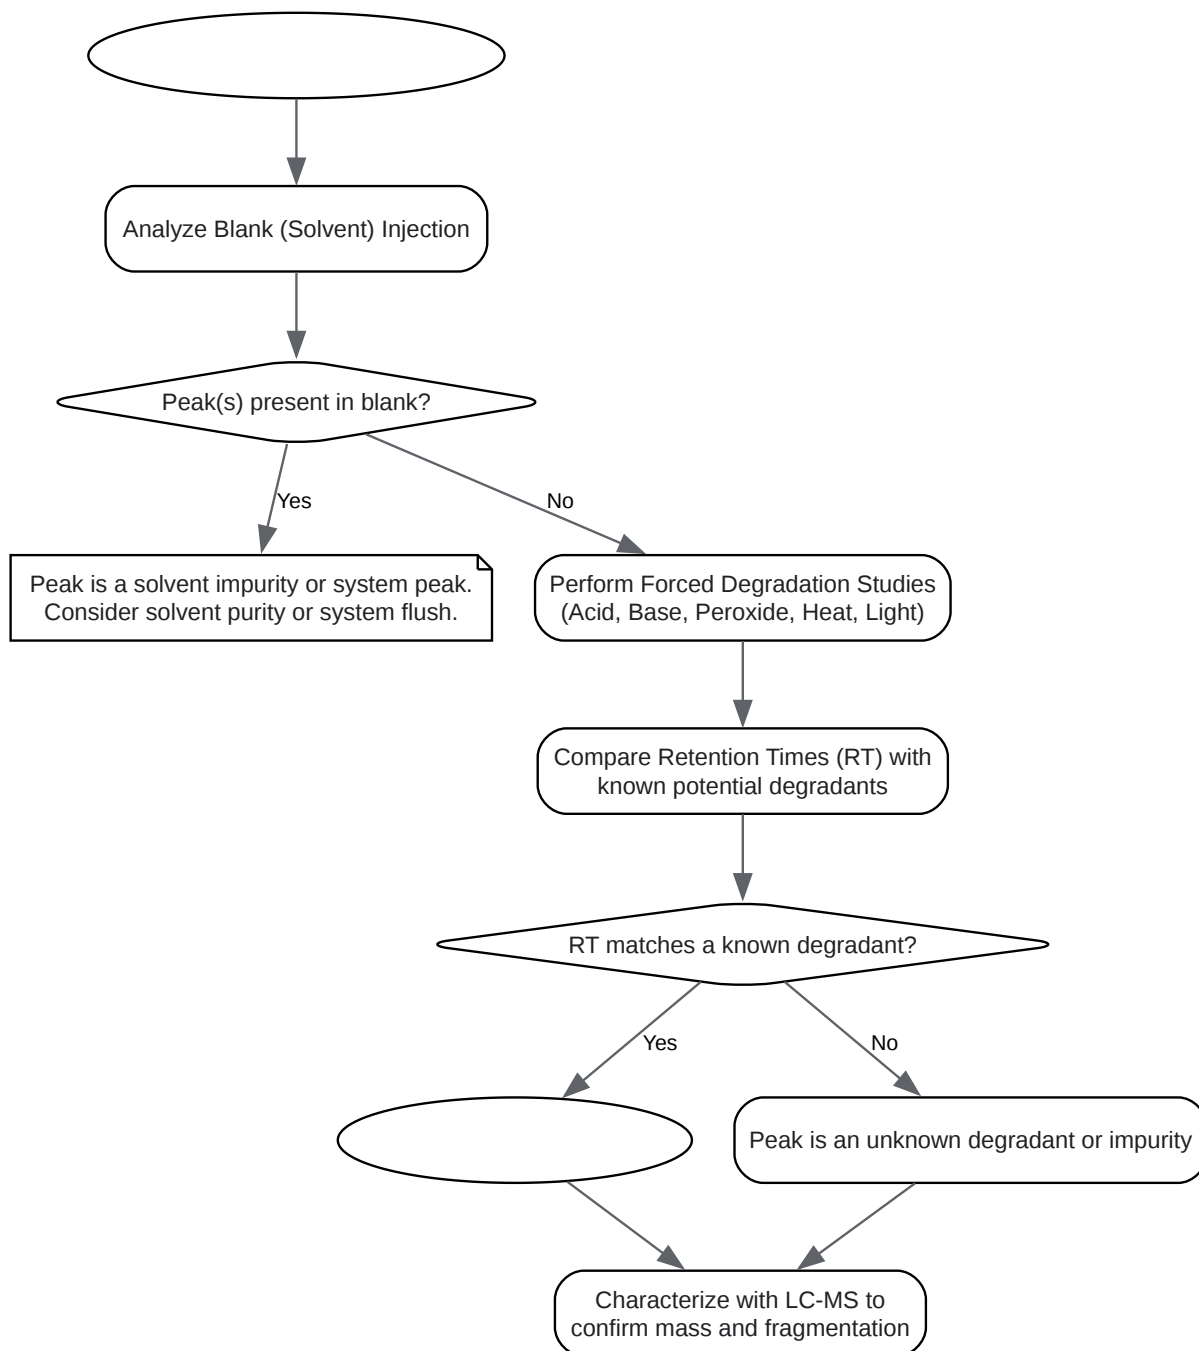 Analyze Blank (Solvent) Injection
Peak(s) present in blank?
Yes
No
Peak is a solvent impurity or system peak.
Consider solvent purity or system flush.
Perform Forced Degradation Studies
(Acid, Base, Peroxide, Heat, Light)
Compare Retention Times (RT) with
known potential degradants
RT matches a known degradant?
Yes
No
Peak is an unknown degradant or impurity
Characterize with LC-MS to
confirm mass and fragmentation